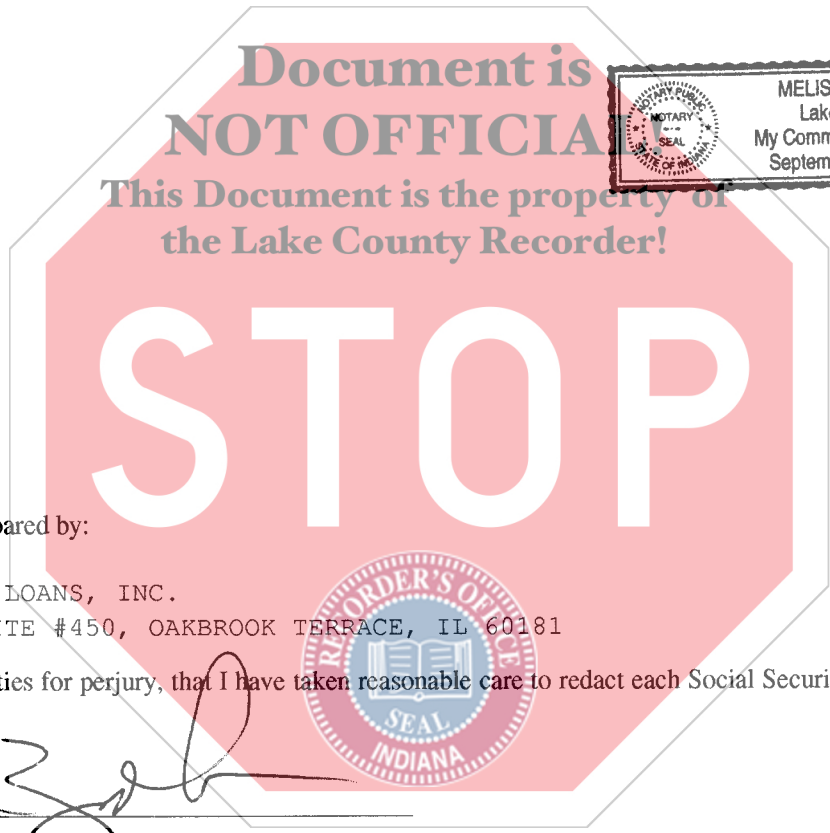 Document is
NOT OFFICIAL!
This Document is the property of
the Lake County Recorder!
NOTARY PUBLIC
NOTARY
SEAL
STATE OF INDIANA
MELIS
Lake
My Comm
Septem
STOP
pared by:
LOANS, INC.
ITE #450, OAKBROOK TERRACE, IL 60181
ties for perjury, that I have taken reasonable care to redact each Social Securi
RECORDER'S OFFICE
SEAL
INDIANA